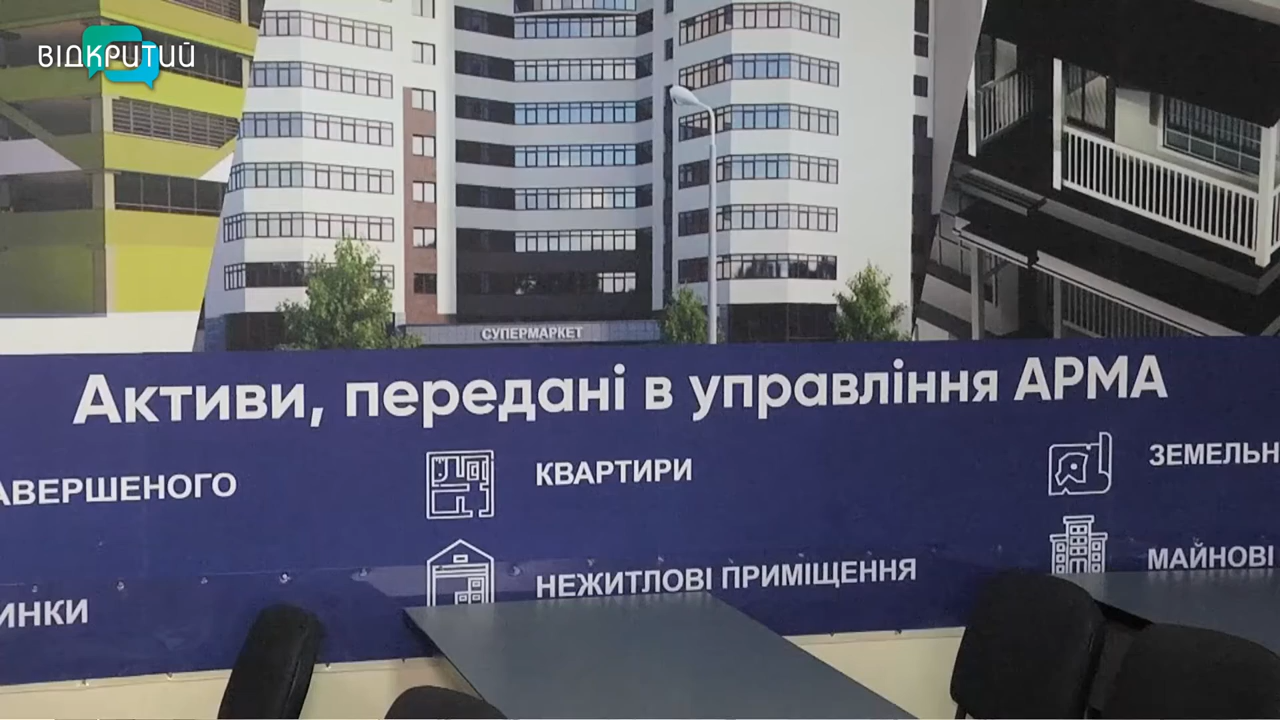 ВІДКРИТИЙ
СУПЕРМАРКЕТ
Активи, передані в управління АРМА
АВЕРШЕНОГО
КВАРТИРИ
ЗЕМЕЛЬН
ИНКИ
НЕЖИТЛОВІ ПРИМІЩЕННЯ
МАЙНОВІ